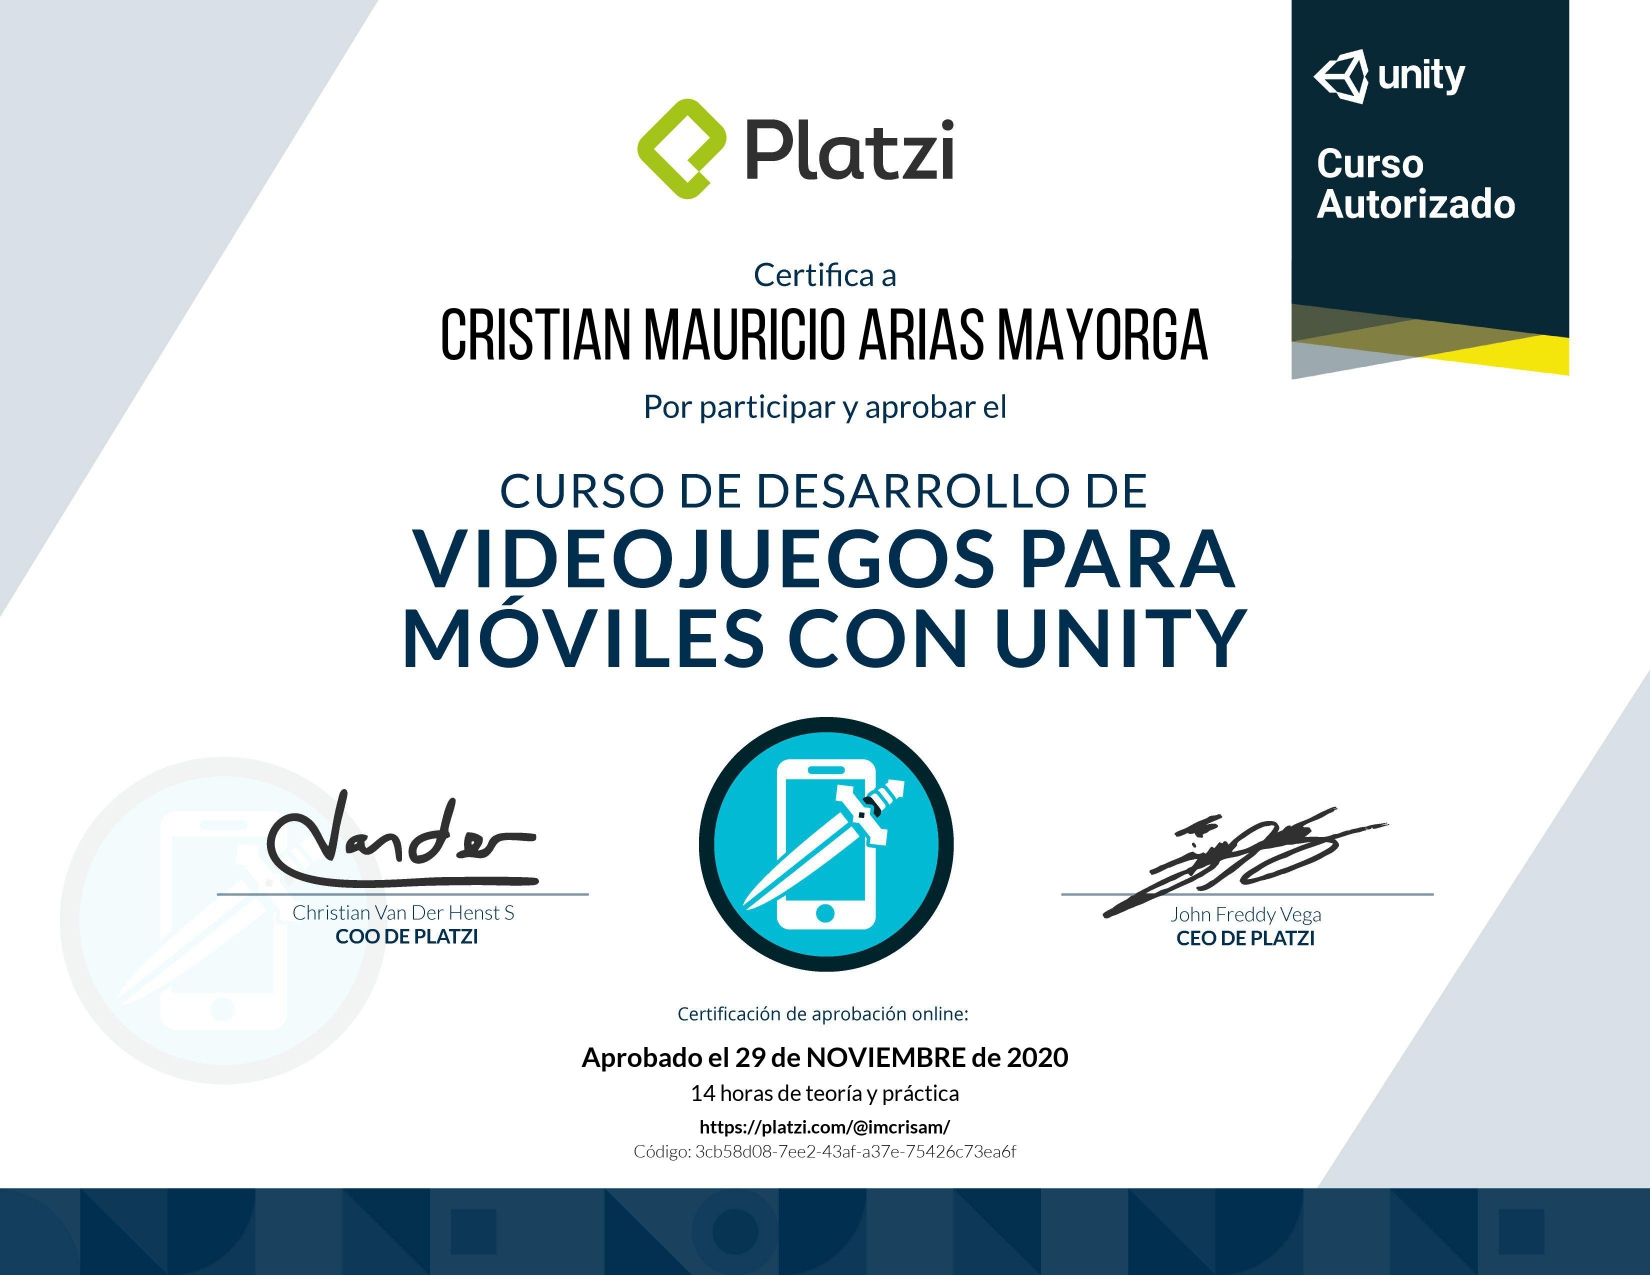 unity
Curso
Autorizado
Platzi
Certifica a
CRISTIAN MAURICIO ARIAS MAYORGA
Por participar y aprobar el
CURSO DE DESARROLLO DE
VIDEOJUEGOS PARA
MÓVILES CON UNITY
Vander
Christian Van Der Henst S
COO DE PLATZI
John Freddy Vega
CEO DE PLATZI
Certificación de aprobación online:
Aprobado el 29 de NOVIEMBRE de 2020
14 horas de teoría y práctica
https://platzi.com/@imcrisam/
Código: 3cb58d08-7ee2-43af-a37e-75426c73ea6f